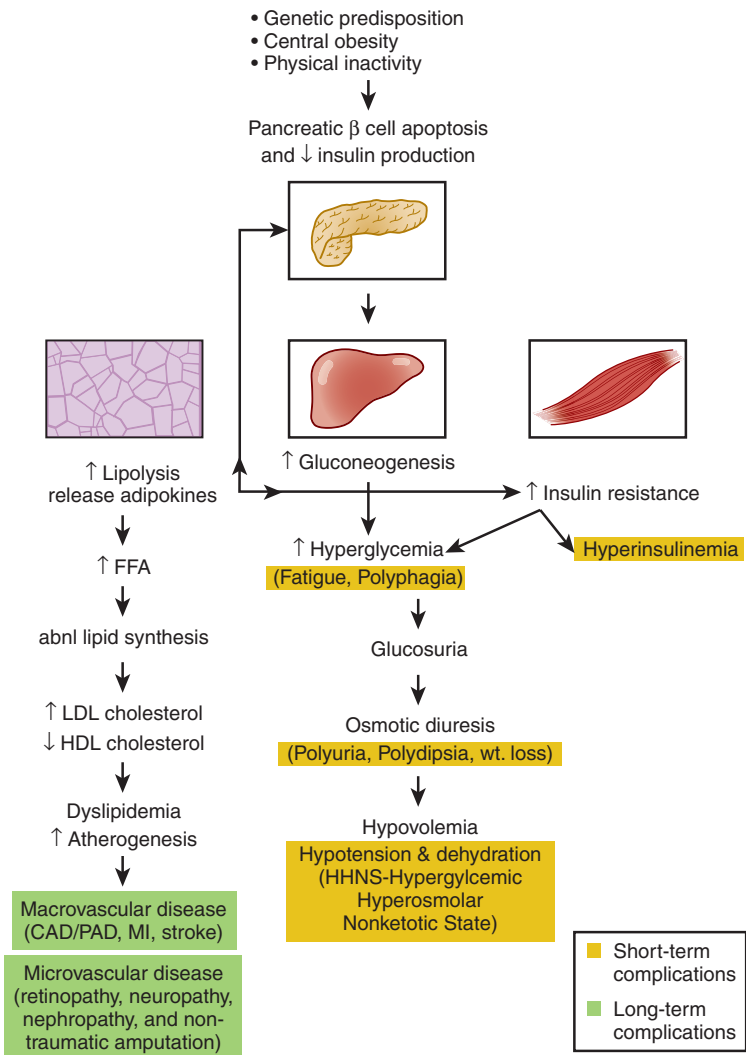 • Genetic predisposition
• Central obesity
• Physical inactivity
Pancreatic β cell apoptosis
and ↓ insulin production
↑ Lipolysis
release adipokines
↑ FFA
abnl lipid synthesis
↑ LDL cholesterol
↓ HDL cholesterol
Dyslipidemia
↑ Atherogenesis
Macrovascular disease
(CAD/PAD, MI, stroke)
Microvascular disease
(retinopathy, neuropathy,
nephropathy, and non-
traumatic amputation)
↑ Gluconeogenesis
↑ Hyperglycemia
(Fatigue, Polyphagia)
Glucosuria
Osmotic diuresis
(Polyuria, Polydipsia, wt. loss)
Hypovolemia
Hypotension & dehydration
(HHNS-Hypergylcemic
Hyperosmolar
Nonketotic State)
↑ Insulin resistance
Hyperinsulinemia
Short-term
complications
Long-term
complications